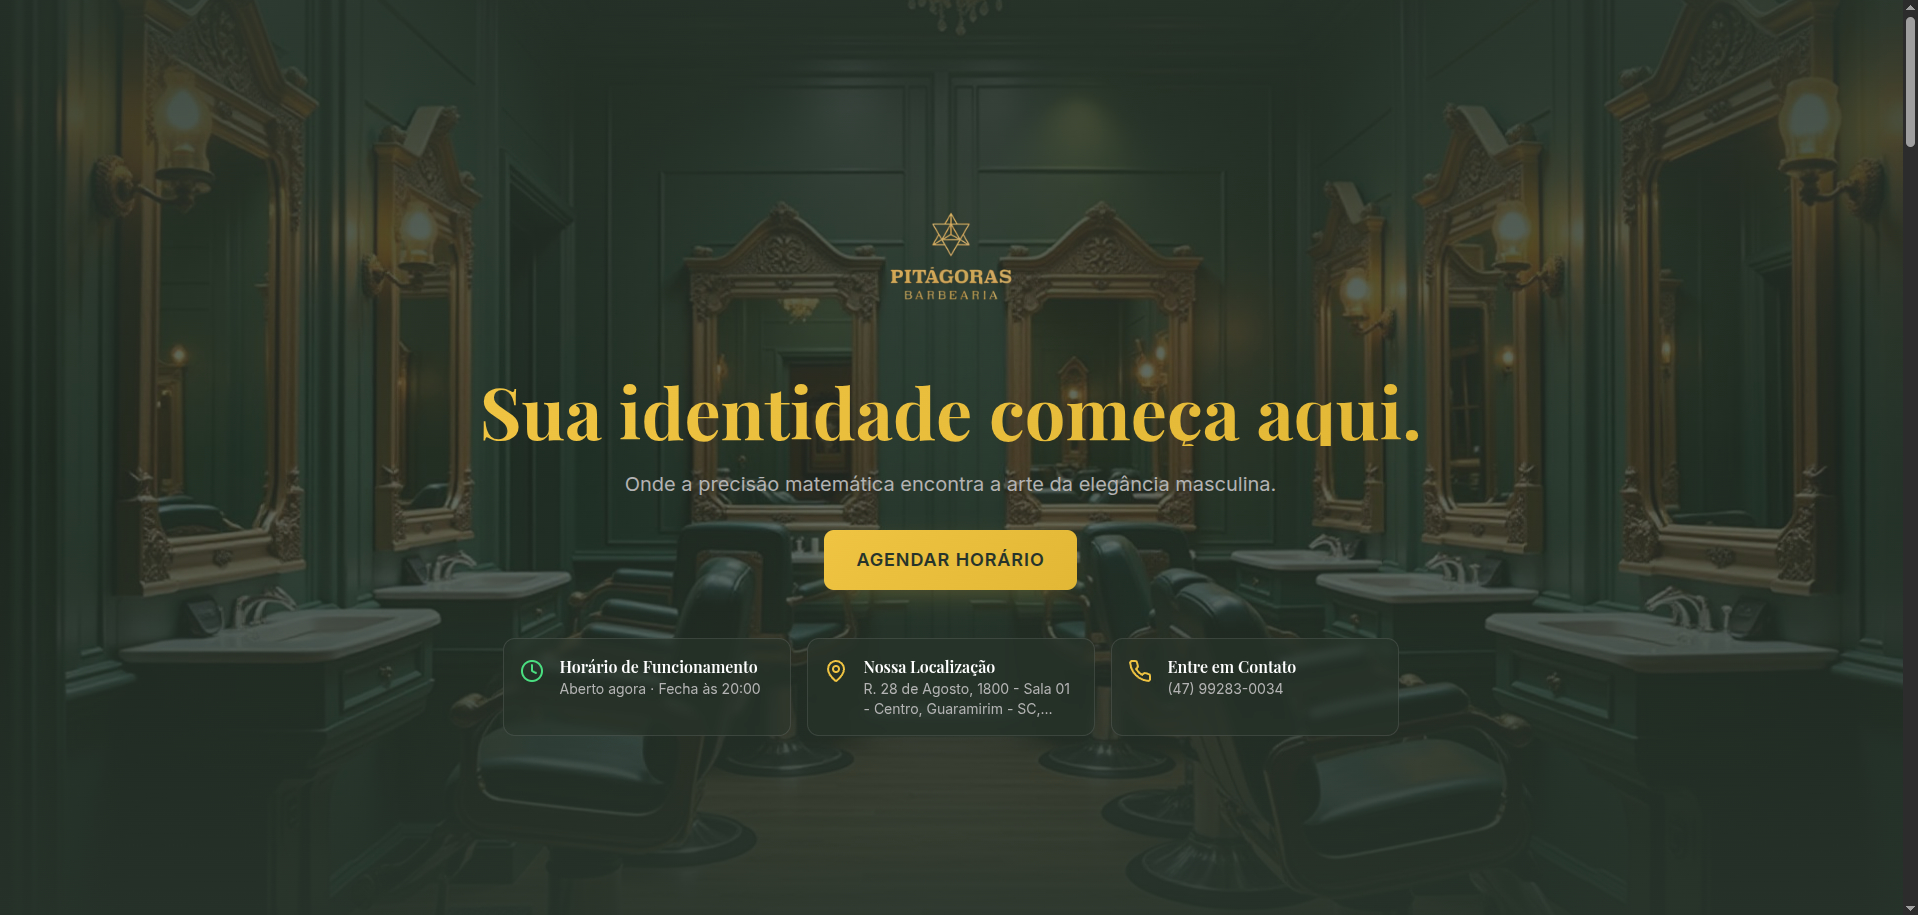 PITÁGORAS
BARBEARIA
Sua identidade começa aqui.
Onde a precisão matemática encontra a arte da elegância masculina.
AGENDAR HORÁRIO
Horário de Funcionamento
Aberto agora · Fecha às 20:00
Nossa Localização
R. 28 de Agosto, 1800 - Sala 01
- Centro, Guaramirim - SC,...
Entre em Contato
(47) 99283-0034